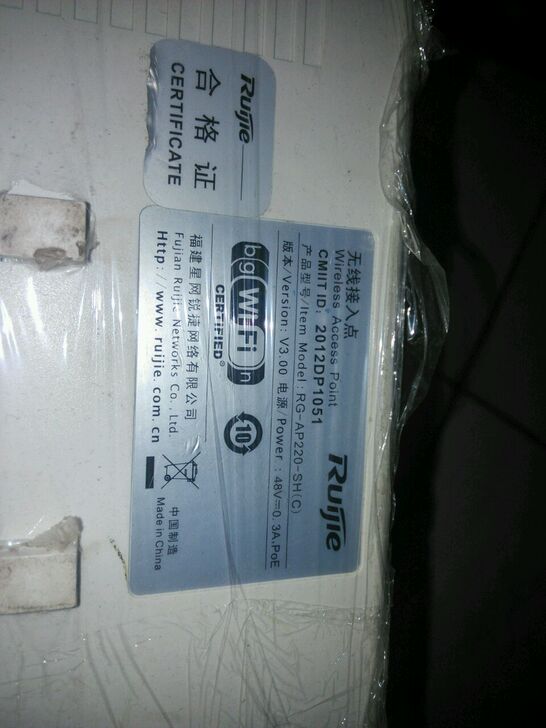 Ruijie
合格证
CERTIFICATE
Ruijie
无线接入点
Wireless Access Point
CMIIT ID: 2012DP1051
产品型号/Item Model: RG-AP220-SH(C)
版本/Version: V3.00 电源/Power : 48V⎓0.3A,PoE
bg WiFi n
CERTIFIED®
10
福建星网锐捷网络有限公司
Fujian Ruijie Networks Co., Ltd.
Http://www.ruijie.com.cn
中国制造
Made in China